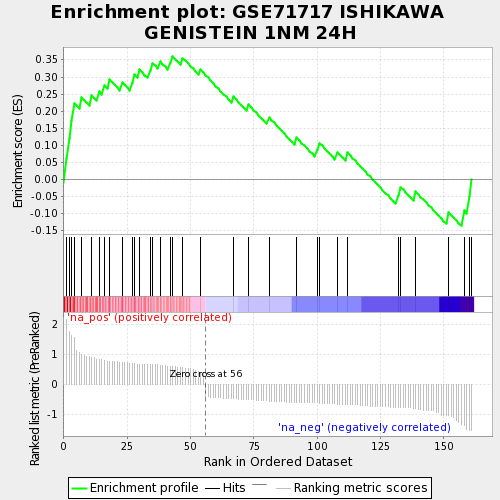 Enrichment plot: GSE71717 ISHIKAWA
GENISTEIN 1NM 24H
Enrichment score (ES)
0.35
0.30
0.25
0.20
0.15
0.10
0.05
0.00
-0.05
-0.10
-0.15
'na_pos' (positively correlated)
Ranked list metric (PreRanked)
2
1
0
-1
Zero cross at 56
'na_neg' (negatively correlated)
0 25 50 75 100 125 150
Rank in Ordered Dataset
Enrichment profile Hits Ranking metric scores